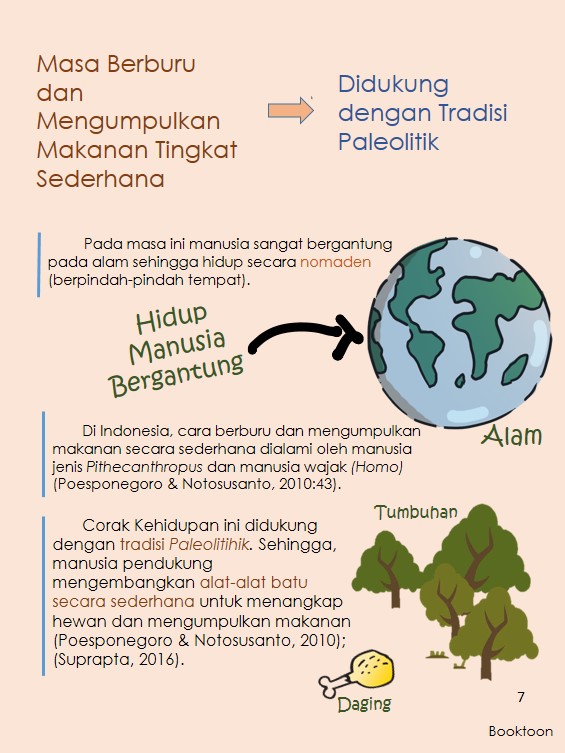 Masa Berburu
dan
Mengumpulkan
Makanan Tingkat
Sederhana
Didukung
dengan Tradisi
Paleolitik
Pada masa ini manusia sangat bergantung
pada alam sehingga hidup secara nomaden
(berpindah-pindah tempat).
Hidup
Manusia
Bergantung
Alam
Di Indonesia, cara berburu dan mengumpulkan
makanan secara sederhana dialami oleh manusia
jenis Pithecanthropus dan manusia wajak (Homo)
(Poesponegoro & Notosusanto, 2010:43).
Tumbuhan
Corak Kehidupan ini didukung
dengan tradisi Paleolitihik. Sehingga,
manusia pendukung
mengembangkan alat-alat batu
secara sederhana untuk menangkap
hewan dan mengumpulkan makanan
(Poesponegoro & Notosusanto, 2010);
(Suprapta, 2016).
Daging
7
Booktoon